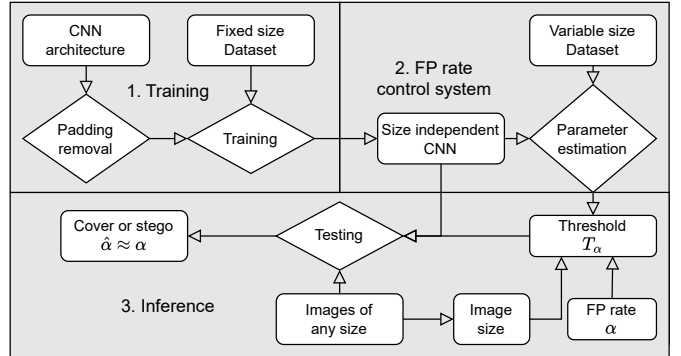 CNN
architecture
Fixed size
Dataset
Variable size
Dataset
1. Training
2. FP rate
control system
Padding
removal
Training
Size independent
CNN
Parameter
estimation
Cover or stego
α̂ ≈ α
Testing
Threshold
Tα
3. Inference
Images of
any size
Image
size
FP rate
α